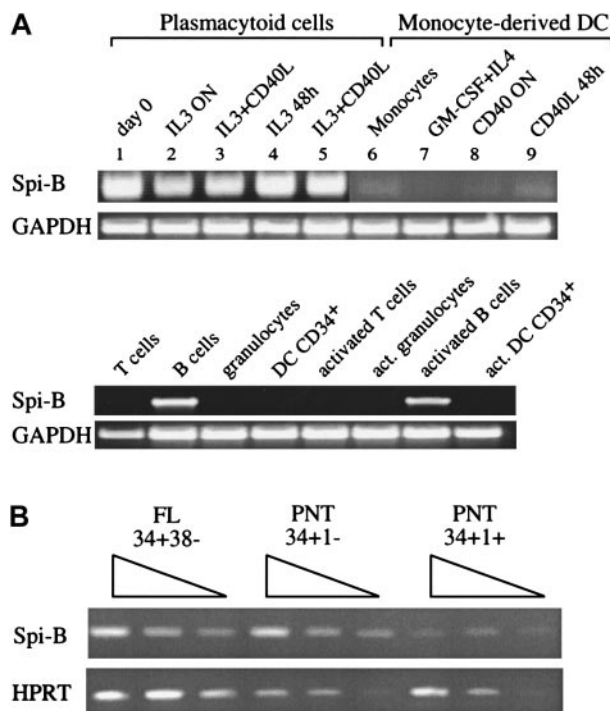 A
Plasmacytoid cells
Monocyte-derived DC
day 0
IL3 ON
IL3+CD40L
IL3 48h
IL3+CD40L
Monocytes
GM-CSF+IL4
CD40 ON
CD40L 48h
1 2 3 4 5 6 7 8 9
Spi-B
GAPDH
T cells
B cells
granulocytes
DC CD34+
activated T cells
act. granulocytes
activated B cells
act. DC CD34+
Spi-B
GAPDH
B
FL
34+38-
PNT
34+1-
PNT
34+1+
Spi-B
HPRT